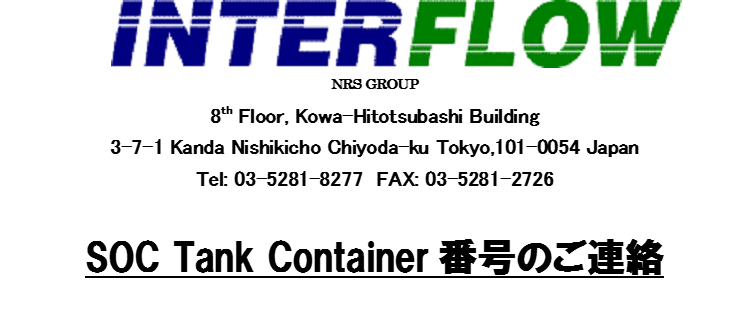 INTERFLOW
NRS GROUP
8th Floor, Kowa-Hitotsubashi Building
3-7-1 Kanda Nishikicho Chiyoda-ku Tokyo,101-0054 Japan
Tel: 03-5281-8277 FAX: 03-5281-2726
SOC Tank Container 番号のご連絡